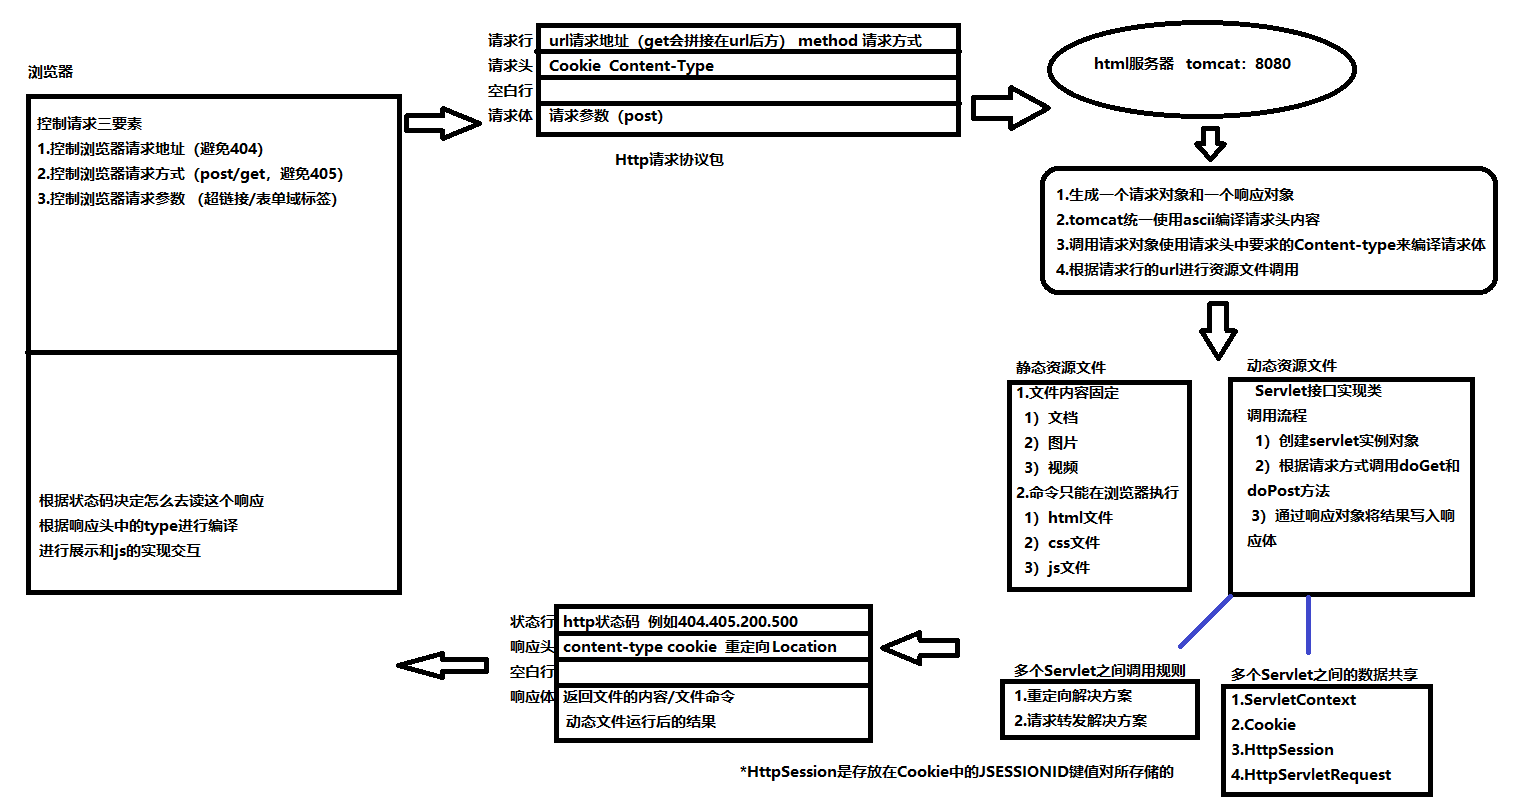 浏览器
控制请求三要素
1.控制浏览器请求地址（避免404）
2.控制浏览器请求方式（post/get，避免405）
3.控制浏览器请求参数 （超链接/表单域标签）
根据状态码决定怎么去读这个响应
根据响应头中的type进行编译
进行展示和js的实现交互
请求行 url请求地址（get会拼接在url后方） method 请求方式
请求头 Cookie Content-Type
空白行
请求体 请求参数（post）
Http请求协议包
html服务器 tomcat：8080
1.生成一个请求对象和一个响应对象
2.tomcat统一使用ascii编译请求头内容
3.调用请求对象使用请求头中要求的Content-type来编译请求体
4.根据请求行的url进行资源文件调用
静态资源文件
1.文件内容固定
1）文档
2）图片
3）视频
2.命令只能在浏览器执行
1）html文件
2）css文件
3）js文件
动态资源文件
Servlet接口实现类
调用流程
1）创建servlet实例对象
2）根据请求方式调用doGet和
doPost方法
3）通过响应对象将结果写入响
应体
多个Servlet之间调用规则
1.重定向解决方案
2.请求转发解决方案
多个Servlet之间的数据共享
1.ServletContext
2.Cookie
3.HttpSession
4.HttpServletRequest
状态行 http状态码 例如404.405.200.500
响应头 content-type cookie 重定向Location
空白行
响应体 返回文件的内容/文件命令
动态文件运行后的结果
*HttpSession是存放在Cookie中的JSESSIONID键值对所存储的